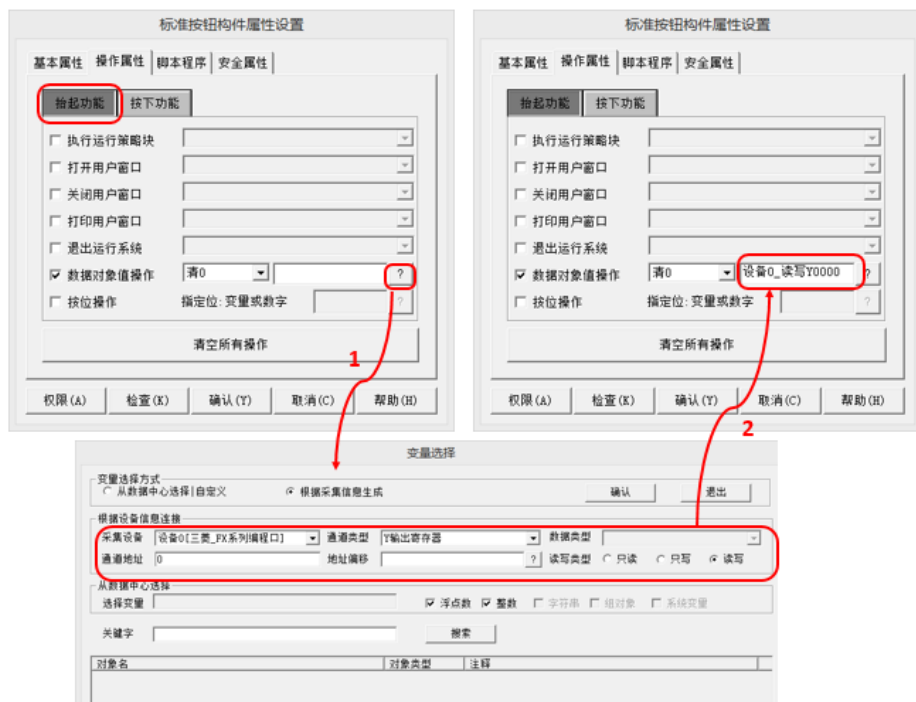 标准按钮构件属性设置
基本属性 操作属性 脚本程序 安全属性
抬起功能 按下功能
执行运行策略块
打开用户窗口
关闭用户窗口
打印用户窗口
退出运行系统
数据对象值操作 清0 ?
按位操作 指定位:变量或数字 ?
清空所有操作
权限(A) 检查(K) 确认(Y) 取消(C) 帮助(H)
标准按钮构件属性设置
基本属性 操作属性 脚本程序 安全属性
抬起功能 按下功能
执行运行策略块
打开用户窗口
关闭用户窗口
打印用户窗口
退出运行系统
数据对象值操作 清0 设备0_读写Y0000 ?
按位操作 指定位:变量或数字 ?
清空所有操作
权限(A) 检查(K) 确认(Y) 取消(C) 帮助(H)
1
2
变量选择
变量选择方式
从数据中心选择|自定义 根据采集信息生成 确认 退出
根据设备信息连接
采集设备 设备0[三菱_FX系列编程口] 通道类型 Y输出寄存器 数据类型
通道地址 0 地址偏移 ? 读写类型 只读 只写 读写
从数据中心选择
选择变量 浮点数 整数 字符串 组对象 系统变量
关键字 搜索
对象名 对象类型 注释